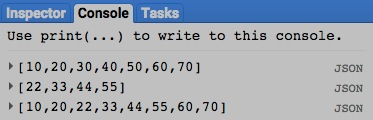 Inspector Console Tasks
Use print(...) to write to this console.
[10,20,30,40,50,60,70] JSON
[22,33,44,55] JSON
[10,20,22,33,44,55,60,70] JSON